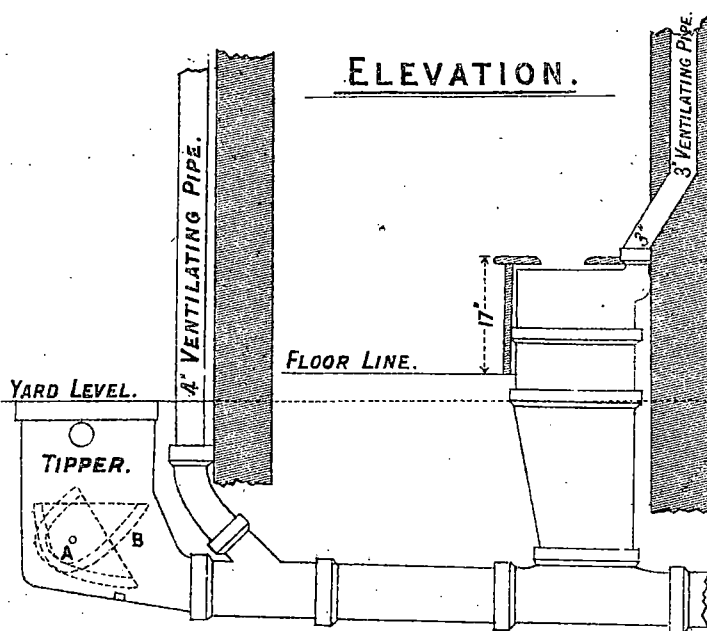 ELEVATION.
4" VENTILATING PIPE.
3" VENTILATING PIPE.
3"
17"
FLOOR LINE.
YARD LEVEL.
TIPPER.
A
B